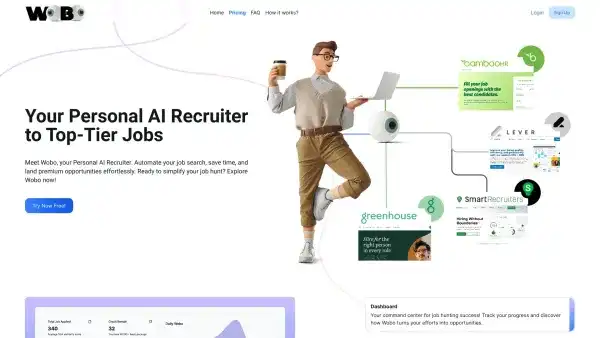 WOBO
Home Pricing FAQ How it works?
Login Sign Up
bambooHR
Fill your job
openings with the
best candidates.
Your Personal AI Recruiter
to Top-Tier Jobs
LEVER
Meet Wobo, your Personal AI Recruiter. Automate your job search, save time, and
land premium opportunities effortlessly. Ready to simplify your job hunt? Explore
Wobo now!
Try Now Free!
SmartRecruiters
Hiring Without
Boundaries
greenhouse
Hire for the
right person
in every role
Dashboard
Your command center for job hunting success! Track your progress and discover
how Wobo turns your efforts into opportunities.
Total Job Applied
340
32
Daily Wobo